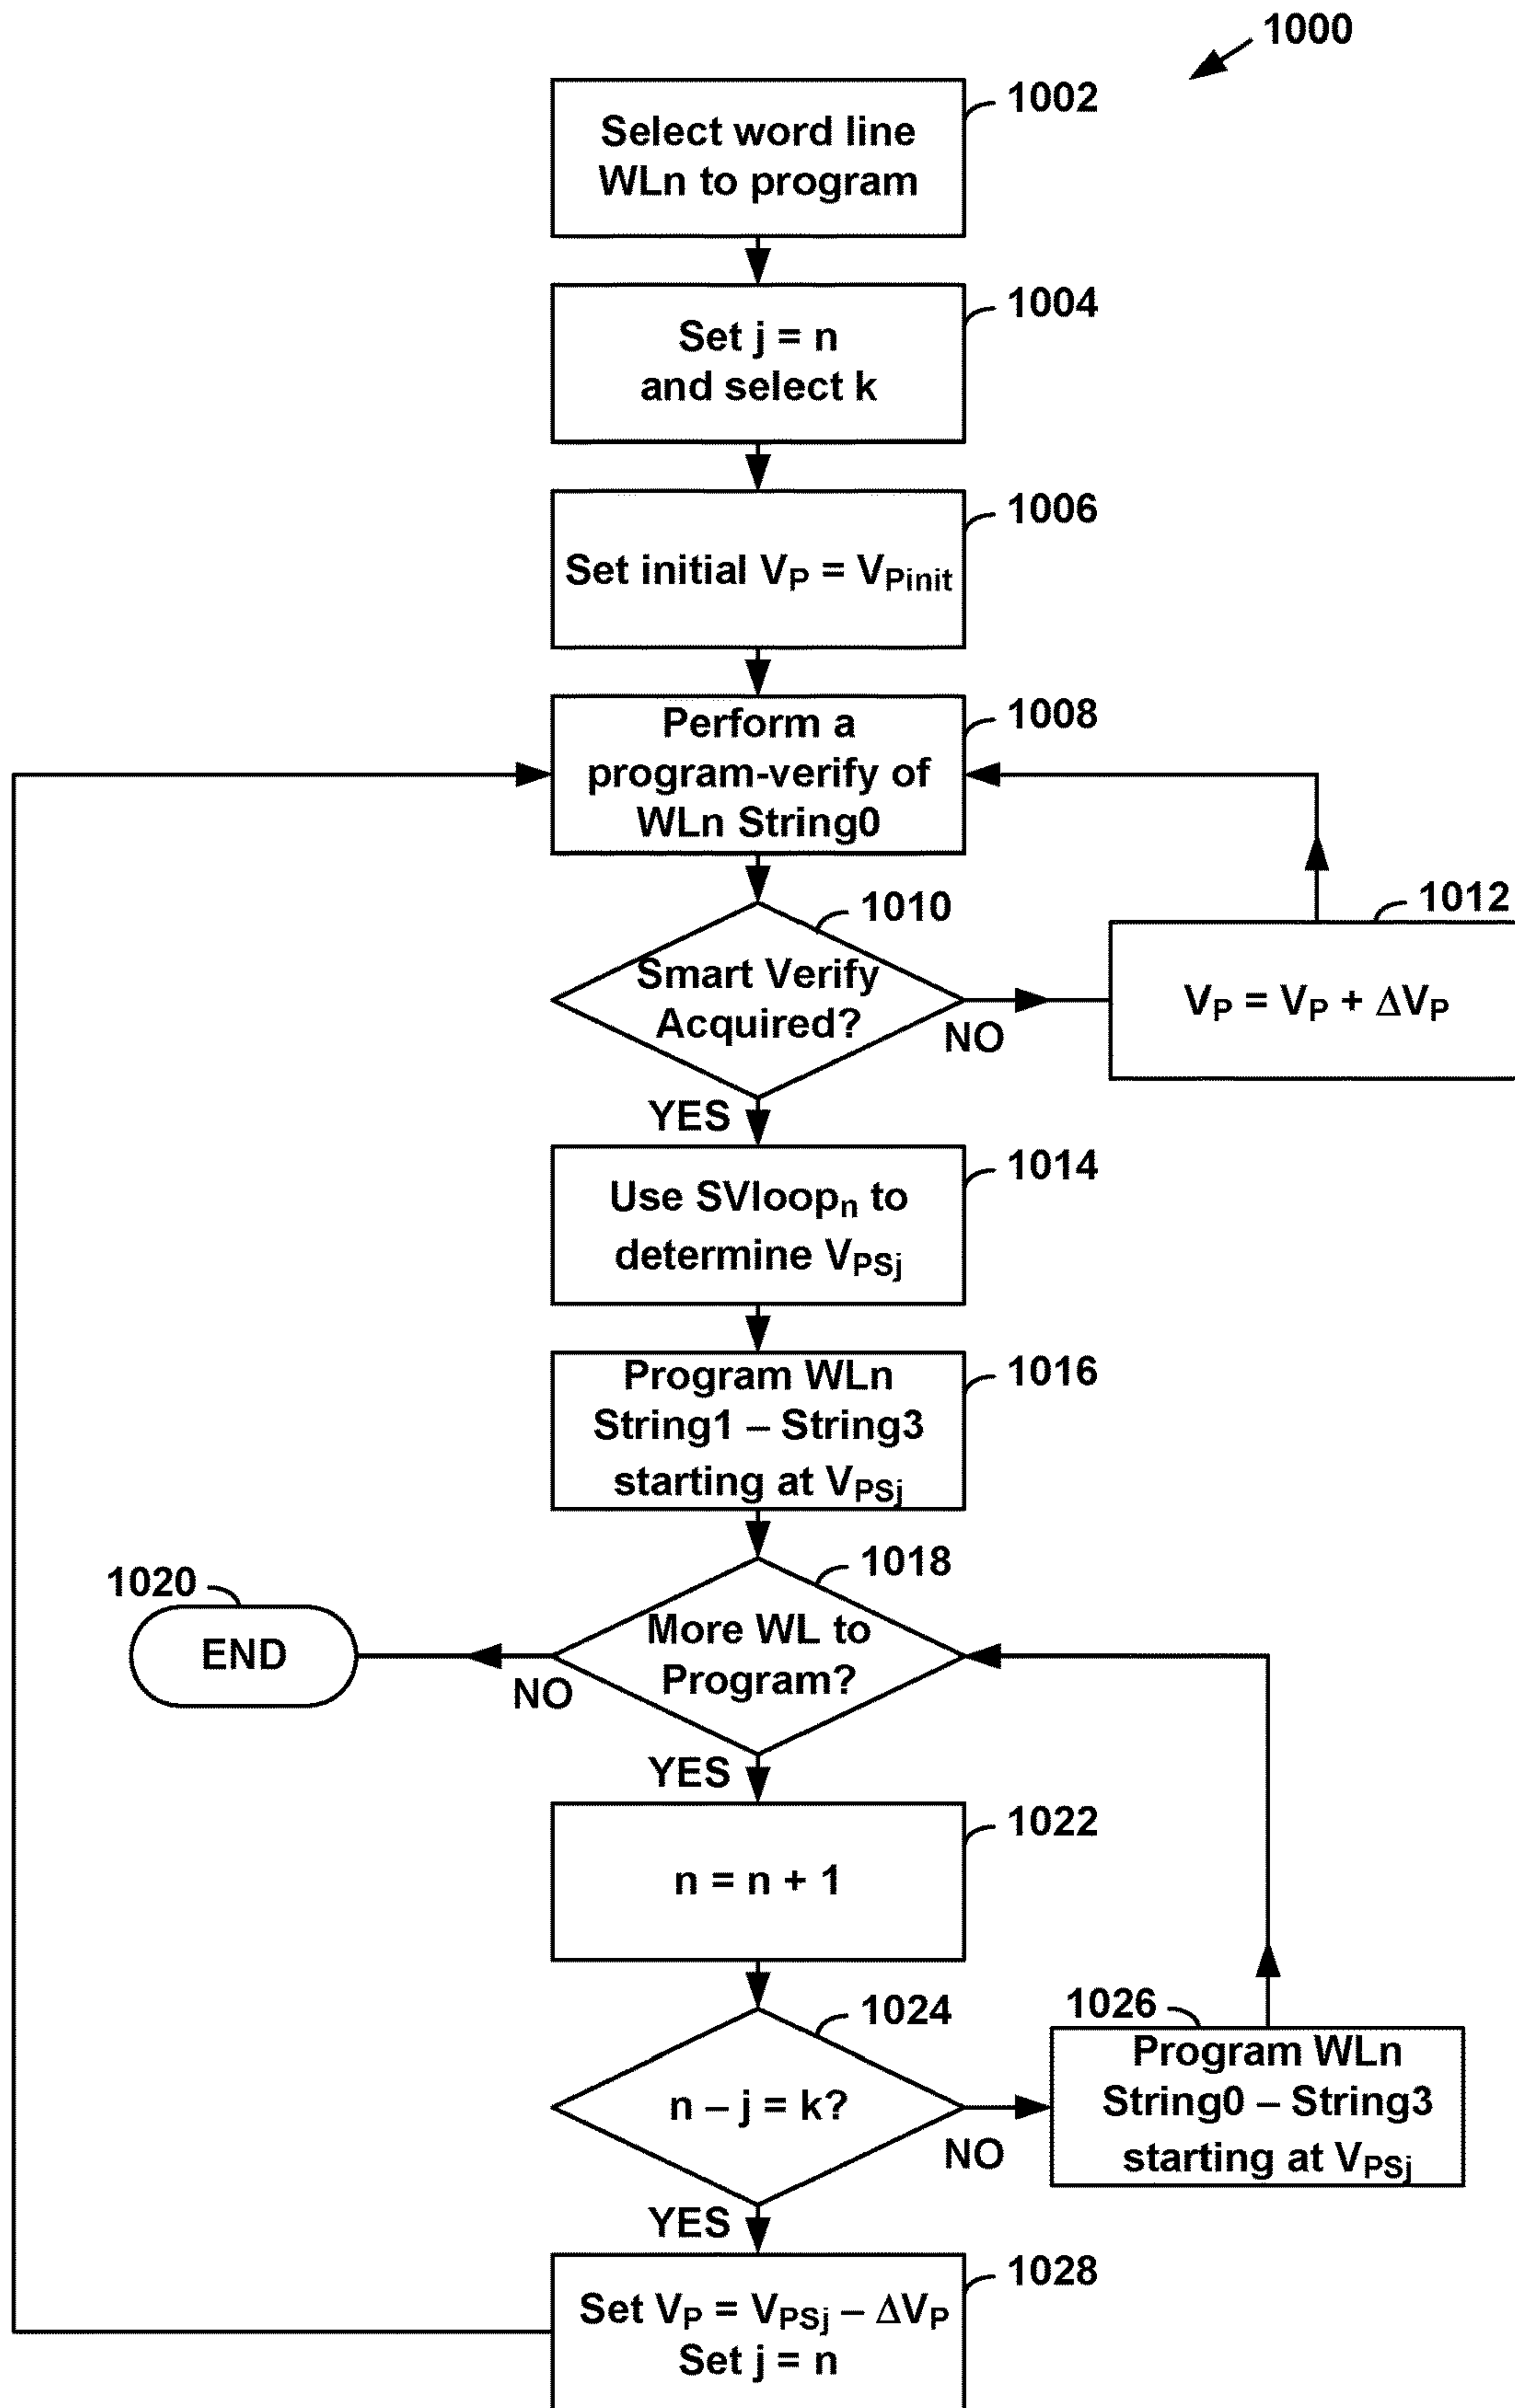 1000
1002
Select word line
WLn to program
1004
Set j = n
and select k
1006
Set initial VP = VPinit
1008
Perform a
program-verify of
WLn String0
1010
Smart Verify
Acquired?
NO
1012
VP = VP + ΔVP
YES
1014
Use SVloopn to
determine VPSj
1016
Program WLn
String1 – String3
starting at VPSj
1018
More WL to
Program?
NO
1020
END
YES
1022
n = n + 1
1024
n – j = k?
NO
1026
Program WLn
String0 – String3
starting at VPSj
YES
1028
Set VP = VPSj – ΔVP
Set j = n